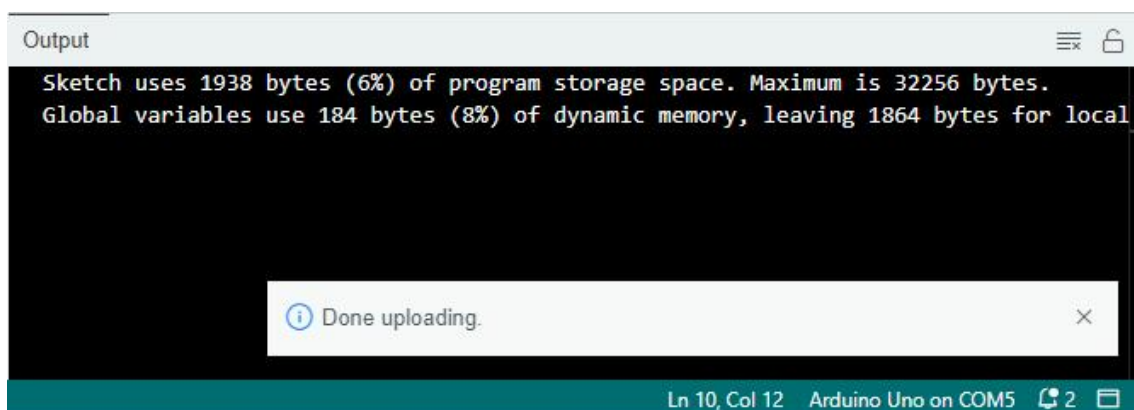 Output
Sketch uses 1938 bytes (6%) of program storage space. Maximum is 32256 bytes.
Global variables use 184 bytes (8%) of dynamic memory, leaving 1864 bytes for local
Done uploading.
Ln 10, Col 12 Arduino Uno on COM5 2